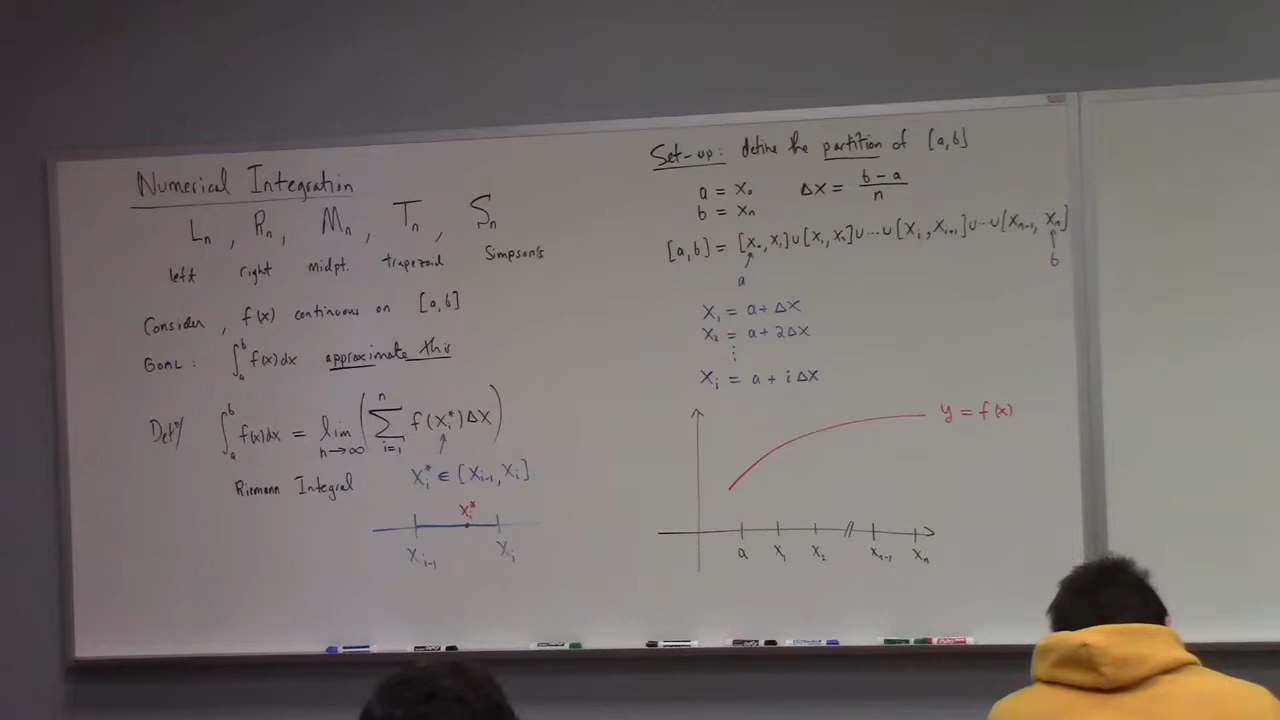 Numerical Integration
Lₙ , Rₙ , Mₙ , Tₙ , Sₙ
left right midpt. trapezoid Simpson's
Consider , f(x) continuous on [a,b]
GOAL : ∫ₐᵇ f(x)dx approximate this
Defⁿ/ ∫ₐᵇ f(x)dx = lim n→∞ ( ∑ᵢ₌₁ⁿ f(xᵢ*)Δx )
Riemann Integral
xᵢ* ∈ [xᵢ₋₁, xᵢ]
xᵢ*
xᵢ₋₁ xᵢ
Set-up: define the partition of [a,b]
a = x₀ Δx = (b-a)/n
b = xₙ
[a,b] = [x₀,x₁]∪[x₁,x₂]∪...∪[xᵢ,xᵢ₊₁]∪...∪[xₙ₋₁,xₙ]
a b
x₁ = a+Δx
x₂ = a+2Δx
⋮
xᵢ = a + iΔx
y = f(x)
a x₁ x₂ // xₙ₋₁ xₙ